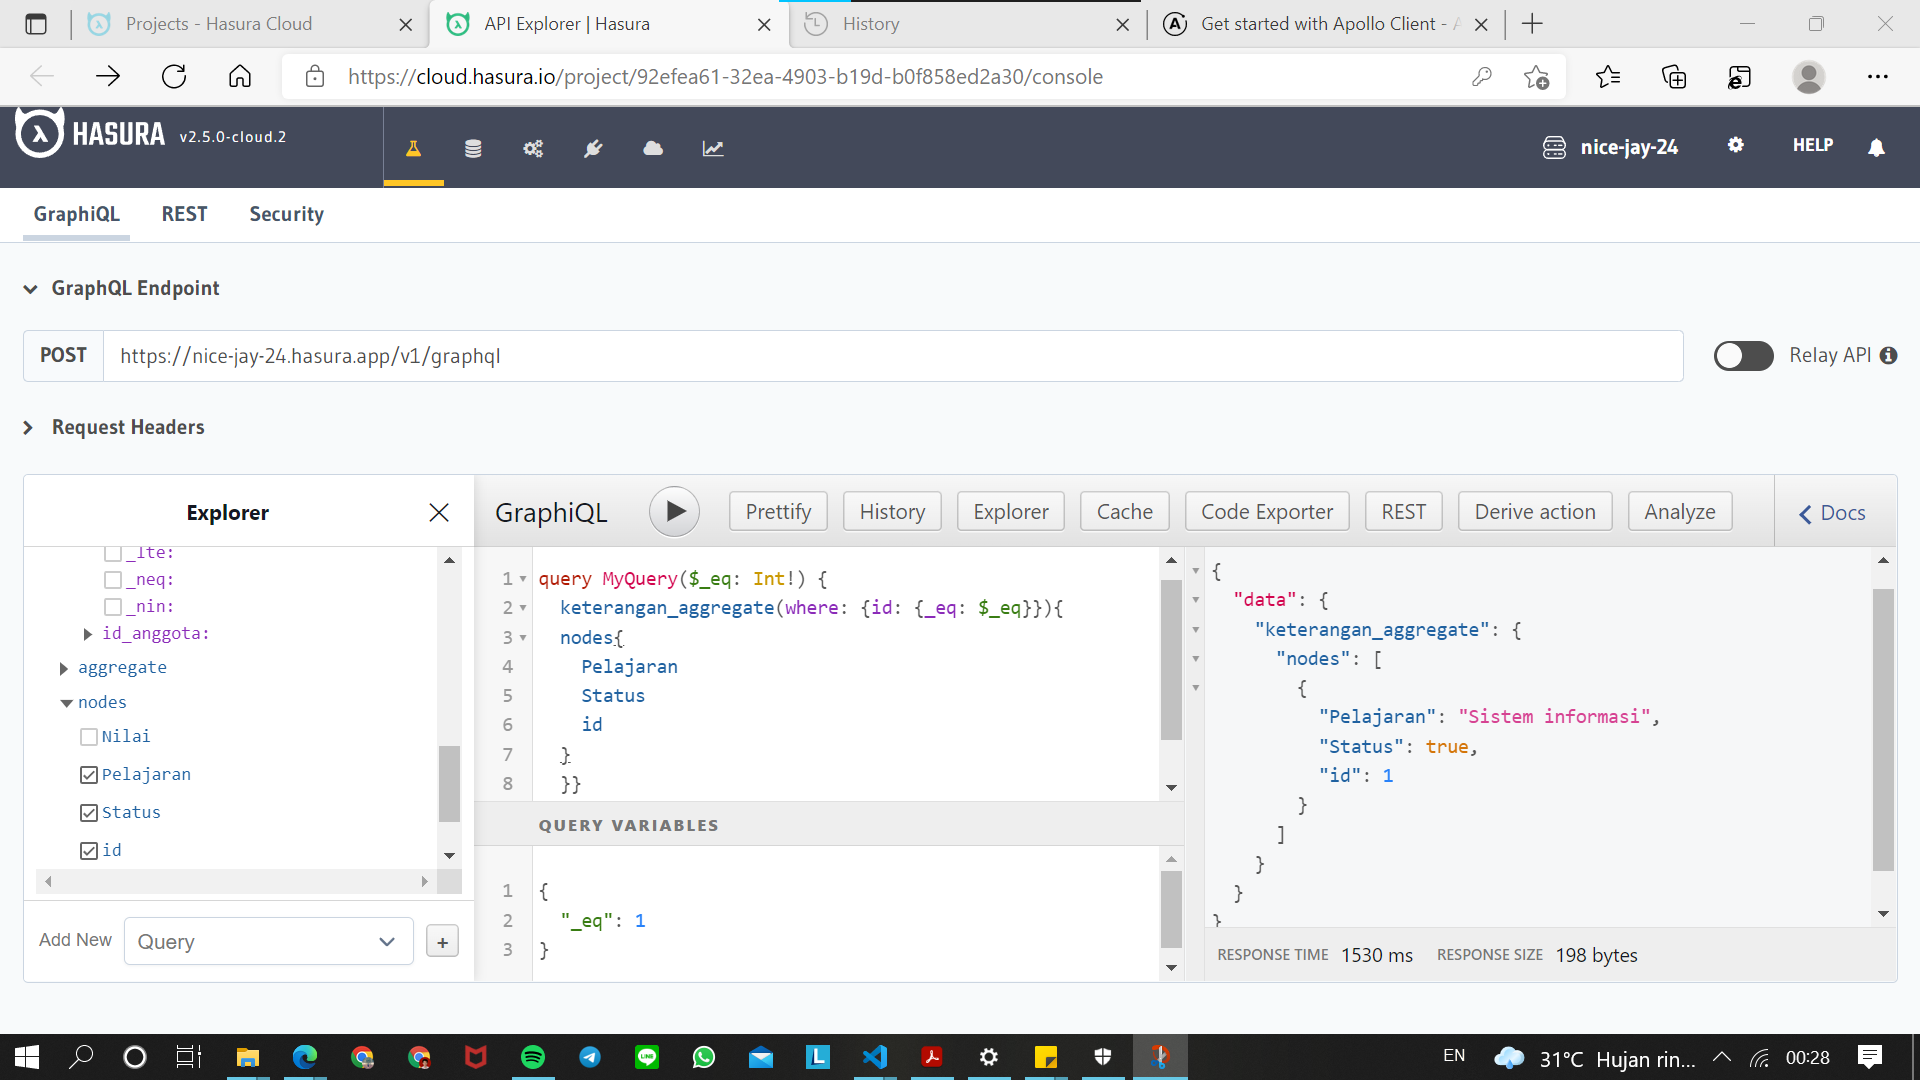 Projects - Hasura Cloud
API Explorer | Hasura
History
Get started with Apollo Client -
https://cloud.hasura.io/project/92efea61-32ea-4903-b19d-b0f858ed2a30/console
HASURA v2.5.0-cloud.2
nice-jay-24
HELP
GraphiQL REST Security
GraphQL Endpoint
POST https://nice-jay-24.hasura.app/v1/graphql
Relay API
Request Headers
Explorer
_lte:
_neq:
_nin:
id_anggota:
aggregate
nodes
Nilai
Pelajaran
Status
id
Add New Query +
GraphiQL Prettify History Explorer Cache Code Exporter REST Derive action Analyze Docs
1 query MyQuery($_eq: Int!) {
2 keterangan_aggregate(where: {id: {_eq: $_eq}}){
3 nodes{
4 Pelajaran
5 Status
6 id
7 }
8 }}
QUERY VARIABLES
1 {
2 "_eq": 1
3 }
{
"data": {
"keterangan_aggregate": {
"nodes": [
{
"Pelajaran": "Sistem informasi",
"Status": true,
"id": 1
}
]
}
}
}
RESPONSE TIME 1530 ms RESPONSE SIZE 198 bytes
EN 31°C Hujan rin... 00:28